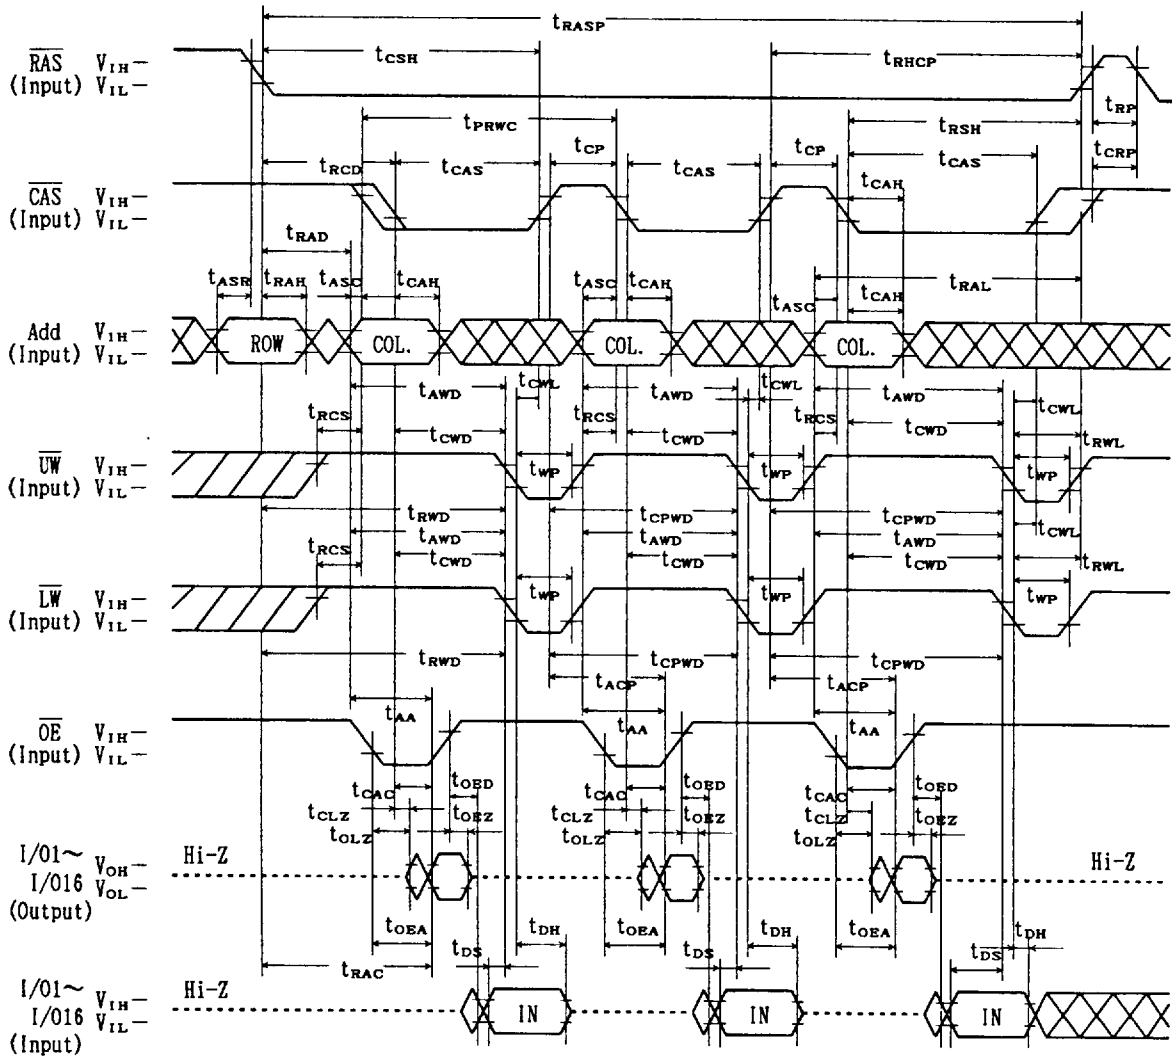 tRASP
tCSH
tRHCP
RAS VIH
(Input) VIL
tPRWC
tRSH
tRP
tRCD
tCAS
tCP
tCAS
tCP
tCAS
tCRP
CAS VIH
(Input) VIL
tCAH
tRAD
tASR
tRAH
tASC
tCAH
tASC
tCAH
tRAL
tASC
tCAH
Add VIH
(Input) VIL
ROW
COL.
COL.
COL.
tAWD
tCWL
tAWD
tCWL
tAWD
tCWL
tRCS
tCWD
tRCS
tCWD
tRCS
tCWD
tRWL
UW VIH
(Input) VIL
tWP
tWP
tWP
tRWD
tCPWD
tCPWD
tCWL
tAWD
tAWD
tAWD
tRCS
tCWD
tCWD
tCWD
tRWL
LW VIH
(Input) VIL
tWP
tWP
tWP
tRWD
tCPWD
tCPWD
tACP
tACP
tAA
tAA
tAA
OE VIH
(Input) VIL
tCAC
tOED
tCAC
tOED
tCAC
tOED
tCLZ
tOEZ
tCLZ
tOEZ
tCLZ
tOEZ
tOLZ
tOLZ
tOLZ
I/O1~ VOH
I/O16 VOL
(Output)
Hi-Z
Hi-Z
tOEA
tDH
tOEA
tDH
tOEA
tDH
tRAC
tDS
tDS
tDS
I/O1~ VIH
I/O16 VIL
(Input)
Hi-Z
IN
IN
IN